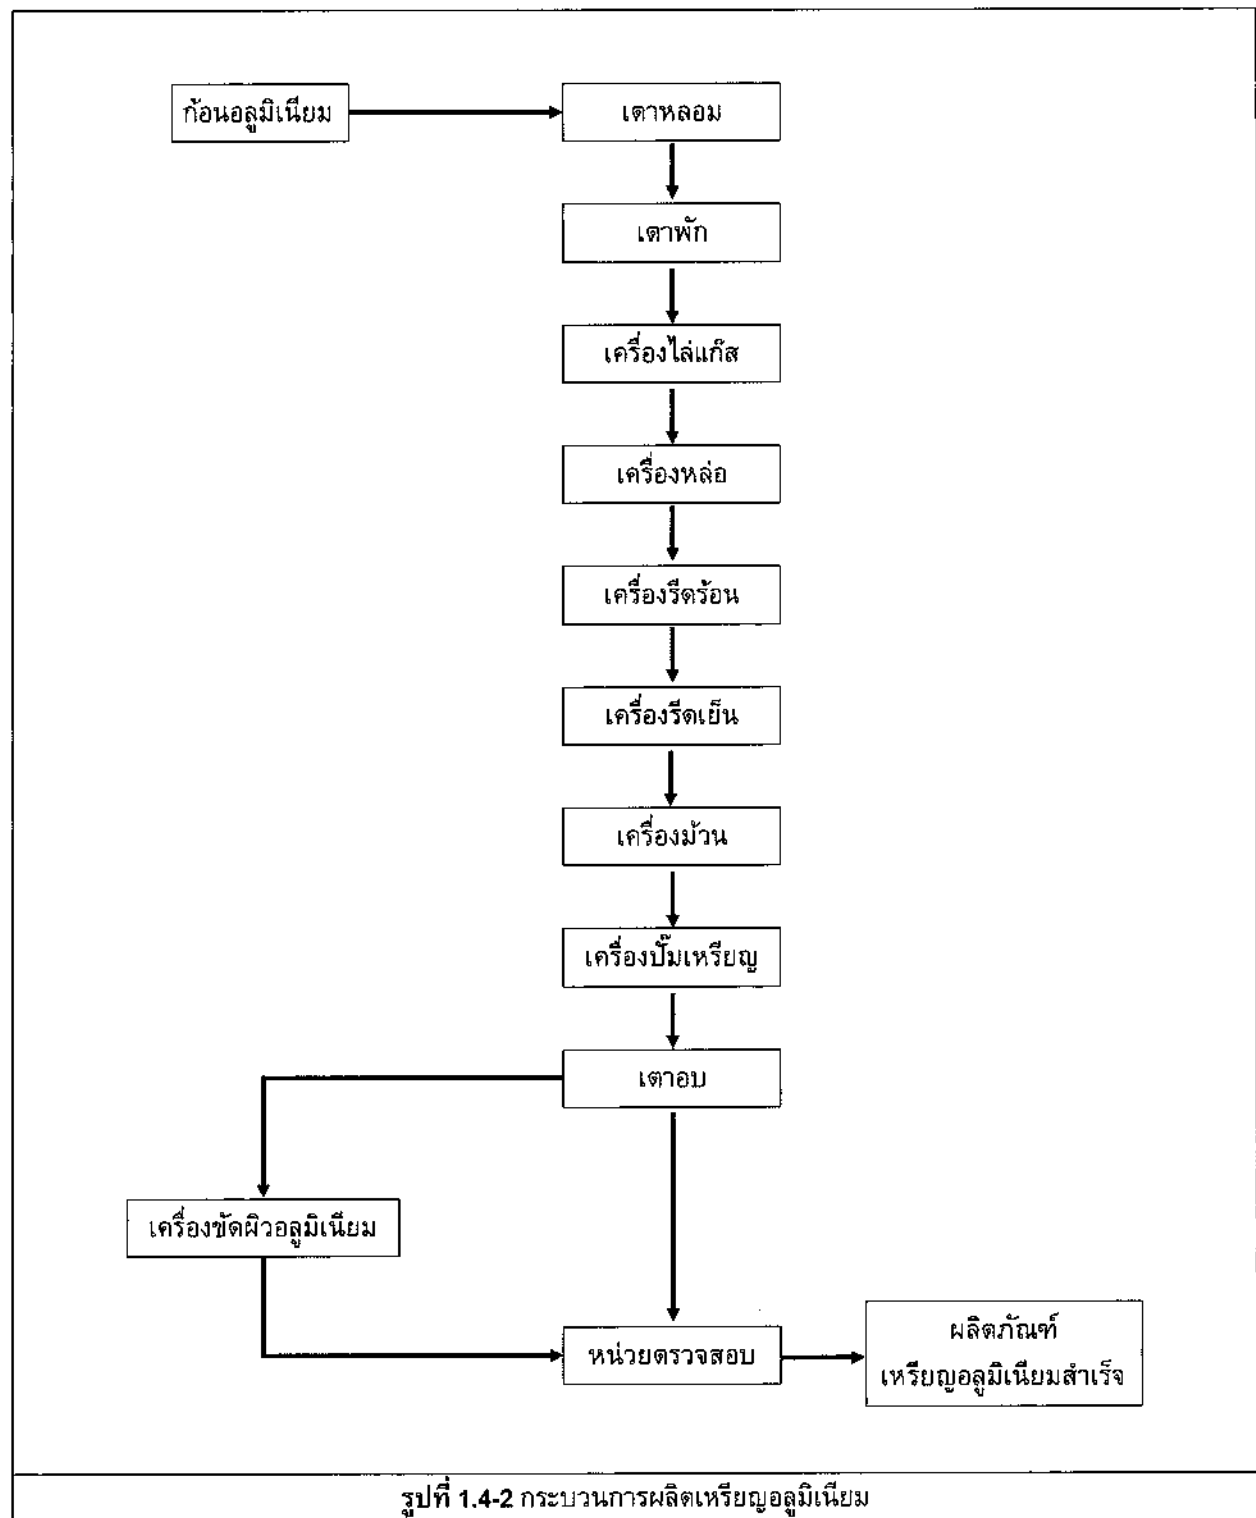 ก้อนอลูมิเนียม
เตาหลอม
เตาพัก
เครื่องไล่แก๊ส
เครื่องหล่อ
เครื่องรีดร้อน
เครื่องรีดเย็น
เครื่องม้วน
เครื่องปั๊มเหรียญ
เตาอบ
เครื่องขัดผิวอลูมิเนียม
หน่วยตรวจสอบ
ผลิตภัณฑ์
เหรียญอลูมิเนียมสำเร็จ
รูปที่ 1.4-2 กระบวนการผลิตเหรียญอลูมิเนียม